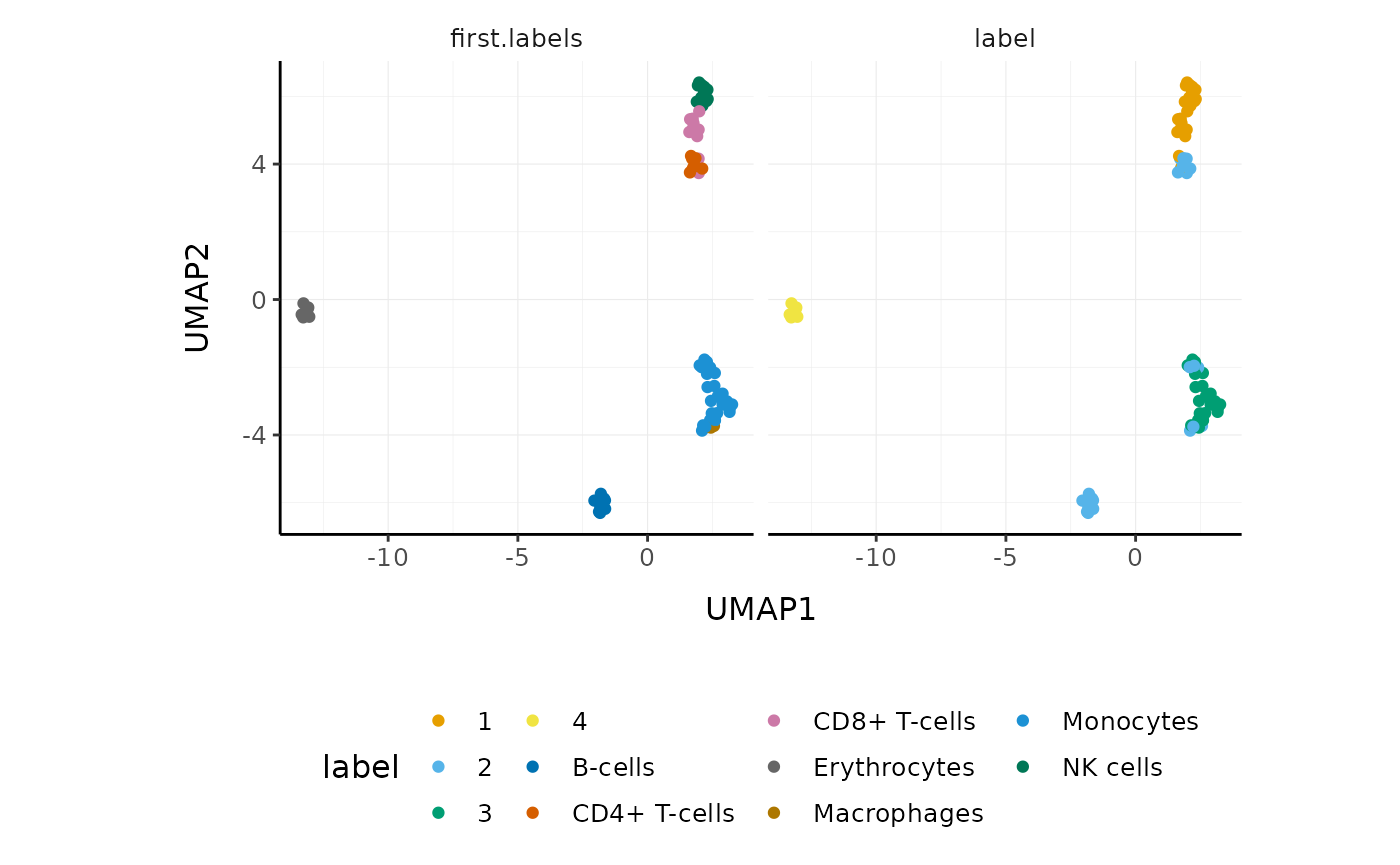 first.labels label
4
0
-4
UMAP2
-10 -5 0 -10 -5 0
UMAP1
1 4 CD8+ T-cells Monocytes
label 2 B-cells Erythrocytes NK cells
3 CD4+ T-cells Macrophages